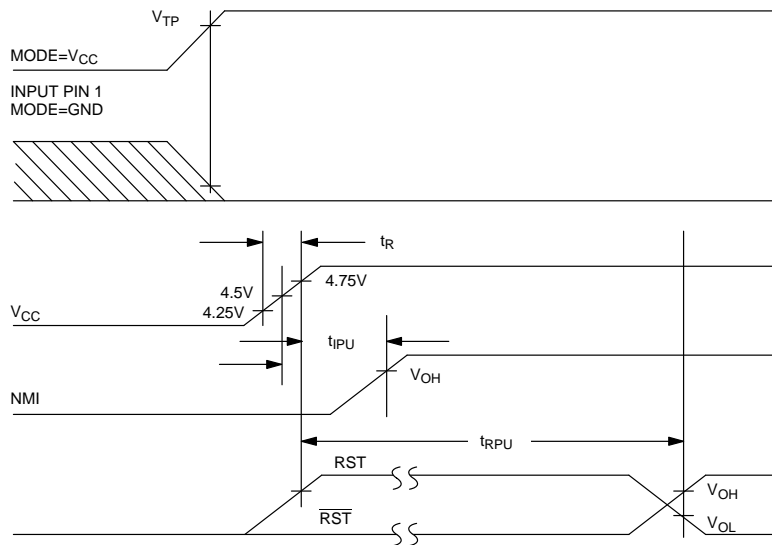 VTP
MODE=VCC
INPUT PIN 1
MODE=GND
tR
4.75V
4.5V
4.25V
VCC
tIPU
VOH
NMI
tRPU
RST
RST
VOH
VOL